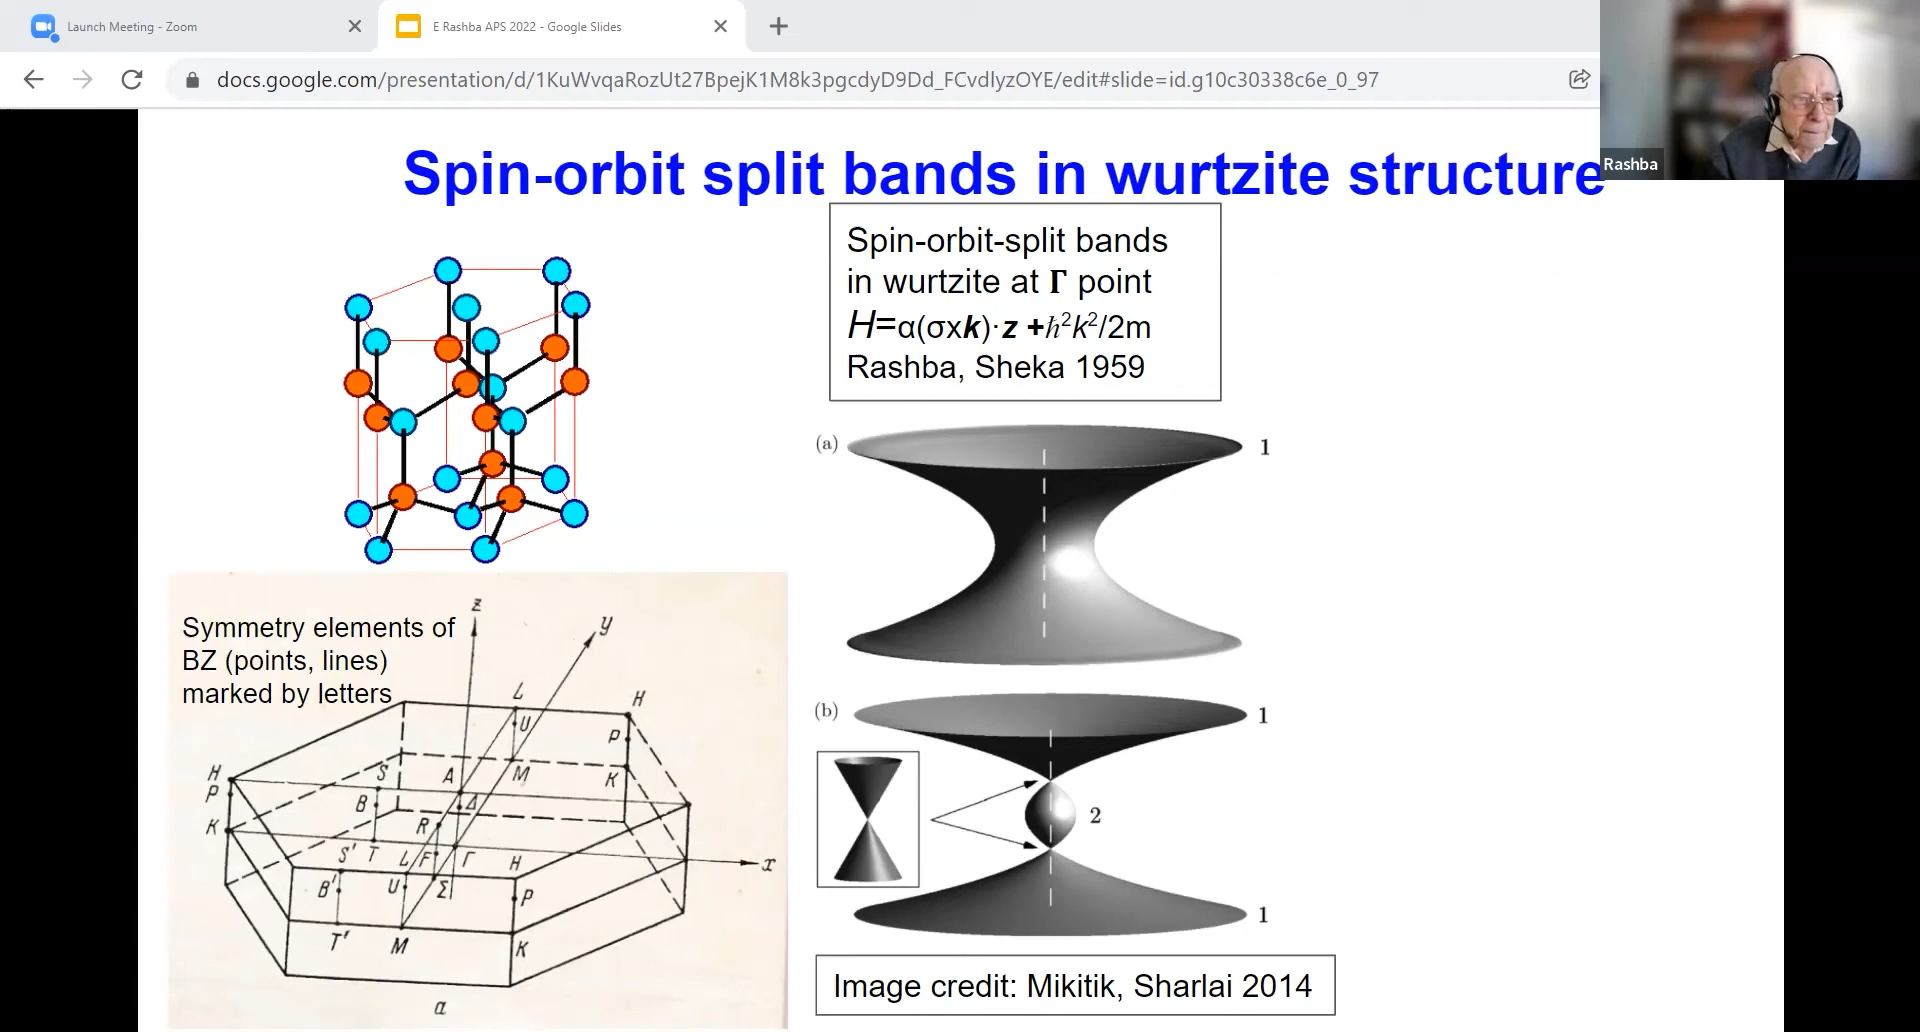 Launch Meeting - Zoom
E Rashba APS 2022 - Google Slides
docs.google.com/presentation/d/1KuWvqaRozUt27BpejK1M8k3pgcdyD9Dd_FCvdlyzOYE/edit#slide=id.g10c30338c6e_0_97
Rashba
Spin-orbit split bands in wurtzite structure
Spin-orbit-split bands
in wurtzite at Γ point
H=α(σxk)·z +ħ²k²/2m
Rashba, Sheka 1959
(a)
1
Symmetry elements of
BZ (points, lines)
marked by letters
z
y
L
H
U
P
H
S
A
M
K
P
B
Δ
K
R
S'
T
L
F
Γ
H
x
B'
U
Σ
P
T'
M
K
a
(b)
1
2
1
Image credit: Mikitik, Sharlai 2014